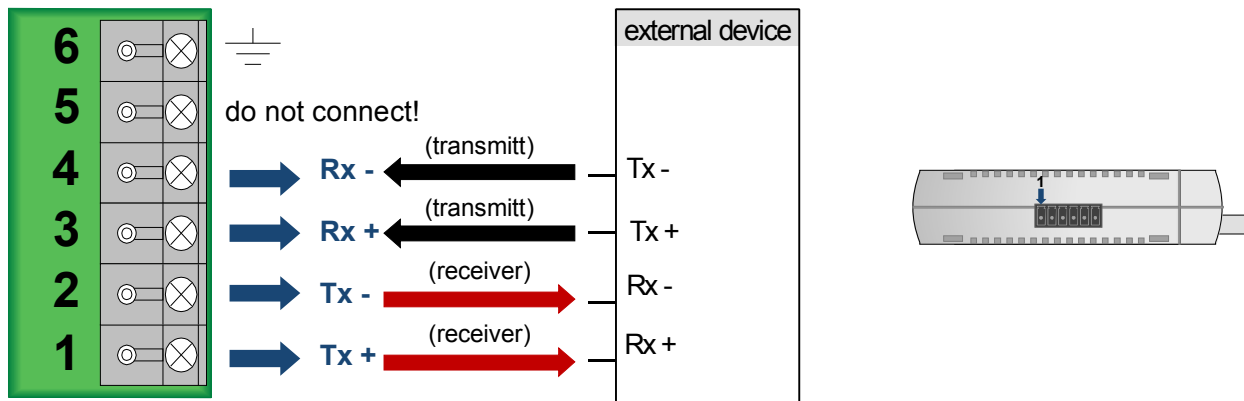 external device
6
5 do not connect!
4 Rx - (transmitt) Tx -
3 Rx + (transmitt) Tx +
2 Tx - (receiver) Rx -
1 Tx + (receiver) Rx +
1